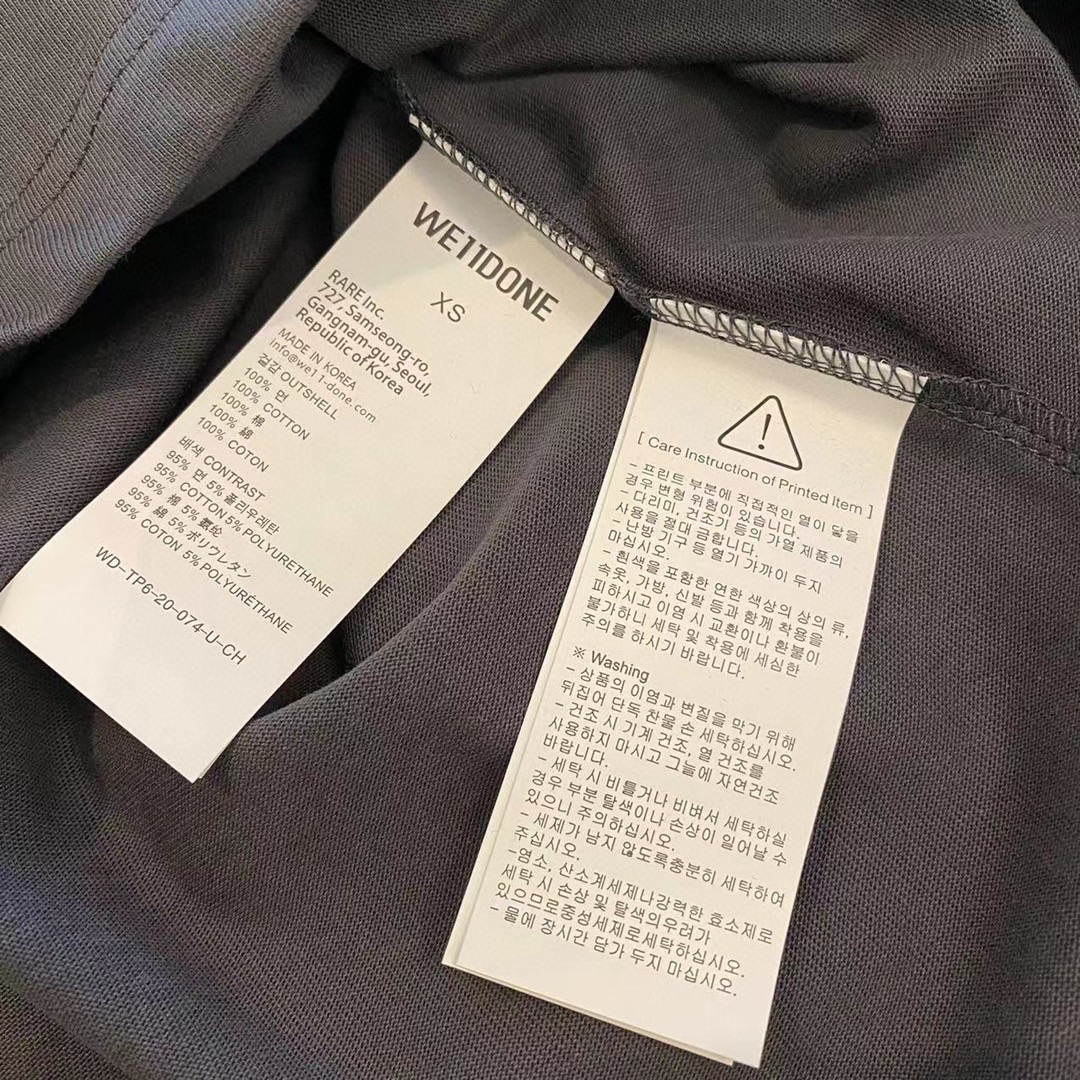 WE11DONE
XS
RARE Inc.
727, Samseong-ro,
Gangnam-gu, Seoul,
Republic of Korea
MADE IN KOREA
info@we11-done.com
겉감 OUTSHELL
100% 면
100% COTTON
100% 棉
100% 綿
100% COTON
배색 CONTRAST
95% 면 5% 폴리우레탄
95% COTTON 5% POLYURETHANE
95% 棉 5% 氨纶
95% 綿 5% ポリウレタン
95% COTON 5% POLYURÉTHANE
WD-TP6-20-074-U-CH
[ Care Instruction of Printed Item ]
- 프린트 부분에 직접적인 열이 닿을
경우 변형 위험이 있습니다.
- 다리미, 건조기 등의 가열 제품의
사용을 절대 금합니다.
- 난방 기구 등 열기 가까이 두지
마십시오.
- 흰색을 포함한 연한 색상의 상의 류,
속옷, 가방, 신발 등과 함께 착용을
피하시고 이염 시 교환이나 환불이
불가하니 세탁 및 착용에 세심한
주의를 하시기 바랍니다.
※ Washing
- 상품의 이염과 변질을 막기 위해
뒤집어 단독 찬물 손 세탁하십시오.
- 건조 시 기계 건조, 열 건조를
사용하지 마시고 그늘에 자연건조
바랍니다.
- 세탁 시 비틀거나 비벼서 세탁하실
경우 부분 탈색이나 손상이 일어날 수
있으니 주의하십시오.
- 세제가 남지 않도록충분히 세탁하여
주십시오.
-염소, 산소계세제나강력한 효소제로
세탁 시 손상 및 탈색의우려가
있으므로중성세제로세탁하십시오.
- 물에 장시간 담가 두지 마십시오.